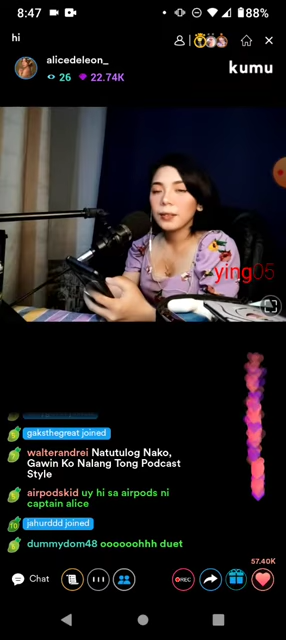 8:47
88%
hi
alicedeleon_
26
22.74K
kumu
ying05
gaksthegreat joined
walterandrei Natutulog Nako,
Gawin Ko Nalang Tong Podcast
Style
airpodskid uy hi sa airpods ni
captain alice
jahurddd joined
dummydom48 oooooohhh duet
57.40K
Chat
REC